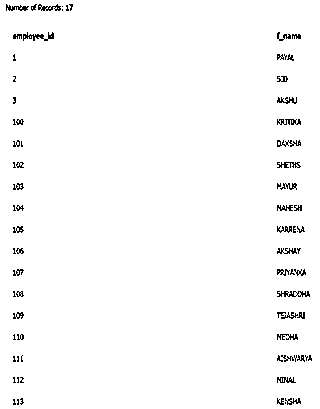 Number of Records: 17
employee_id f_name
1 PAYAL
2 SID
3 AKSHU
100 KRITIKA
101 DAKSHA
102 SHETHS
103 MAYUR
104 MAHESH
105 KARRENA
106 AKSHAY
107 PRIYANKA
108 SHRADDHA
109 TEJASHRI
110 MEDHA
111 AISHWARYA
112 MINAL
113 KENSHA